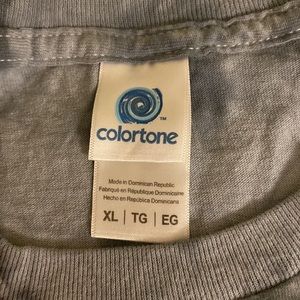 ™
colortone
Made in Dominican Republic
Fabriqué en République Dominicaine
Hecho en República Dominicana
XL | TG | EG